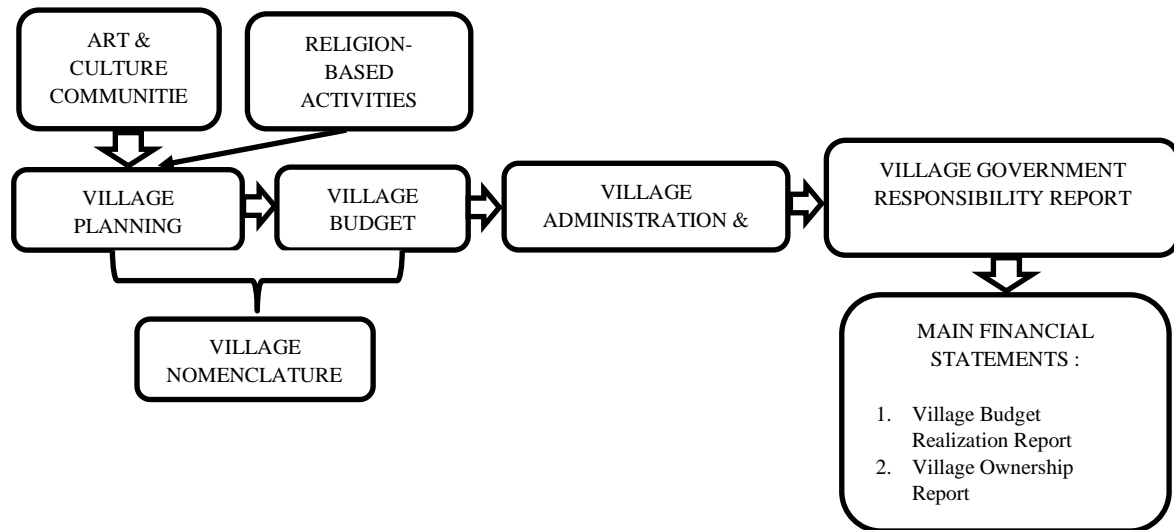 ART &
CULTURE
COMMUNITIE
RELIGION-
BASED
ACTIVITIES
VILLAGE
PLANNING
VILLAGE
BUDGET
VILLAGE
ADMINISTRATION &
VILLAGE GOVERNMENT
RESPONSIBILITY REPORT
VILLAGE
NOMENCLATURE
MAIN FINANCIAL
STATEMENTS :
1. Village Budget
Realization Report
2. Village Ownership
Report